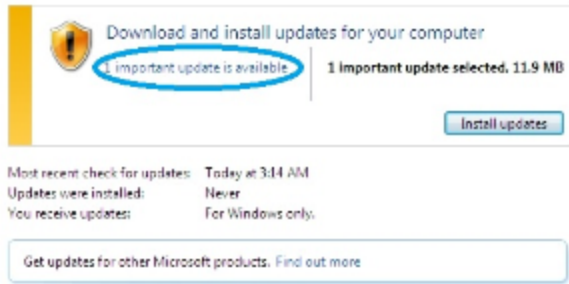 Download and install updates for your computer
1 important update is available
1 important update selected, 11.9 MB
Install updates
Most recent check for updates: Today at 3:14 AM
Updates were installed: Never
You receive updates: For Windows only.
Get updates for other Microsoft products. Find out more